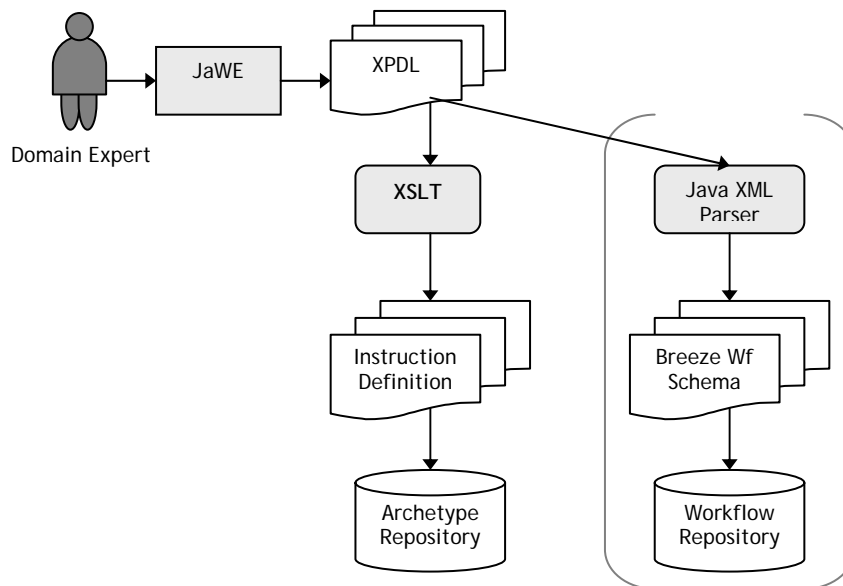 JaWE
XPDL
Domain Expert
XSLT
Java XML
Parser
Instruction
Definition
Breeze Wf
Schema
Archetype
Repository
Workflow
Repository